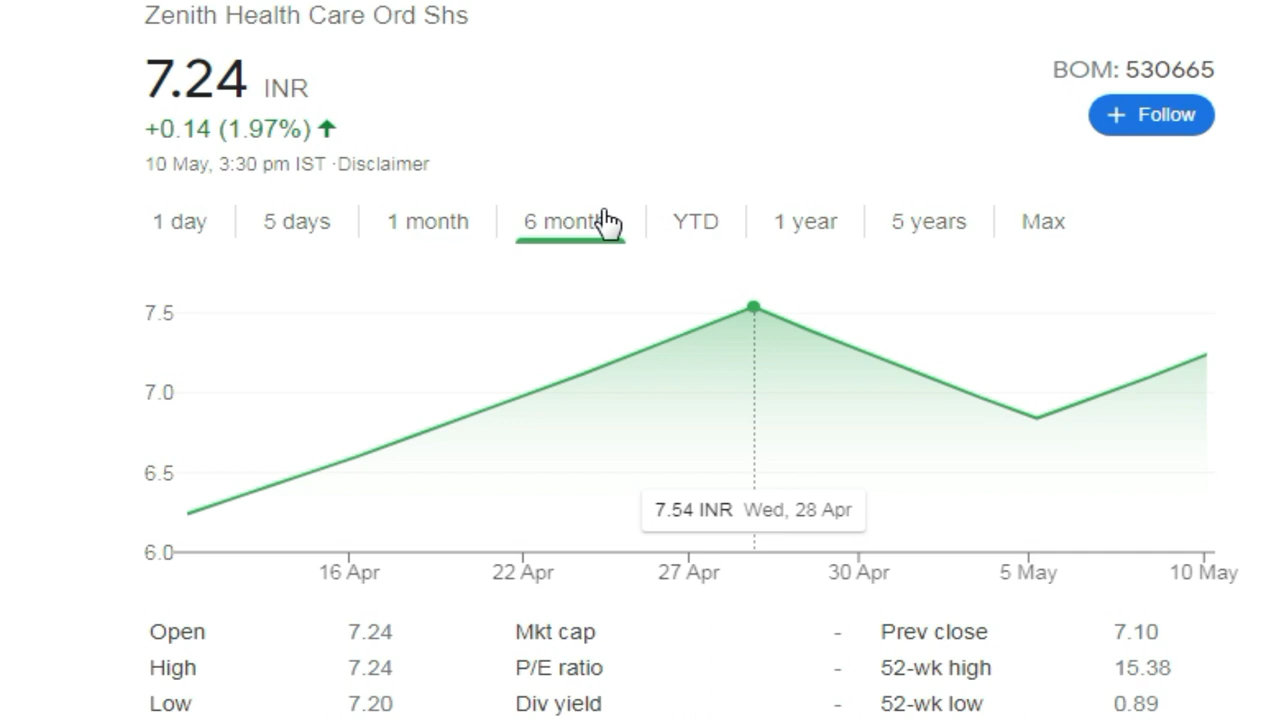 Zenith Health Care Ord Shs
7.24 INR
BOM: 530665
+ Follow
+0.14 (1.97%)
10 May, 3:30 pm IST · Disclaimer
1 day 5 days 1 month 6 YTD 1 year 5 years Max
7.5
7.0
6.5
6.0
7.54 INR Wed, 28 Apr
16 Apr 22 Apr 27 Apr 30 Apr 5 May 10 May
Open 7.24 Mkt cap - Prev close 7.10
High 7.24 P/E ratio - 52-wk high 15.38
Low 7.20 Div yield - 52-wk low 0.89